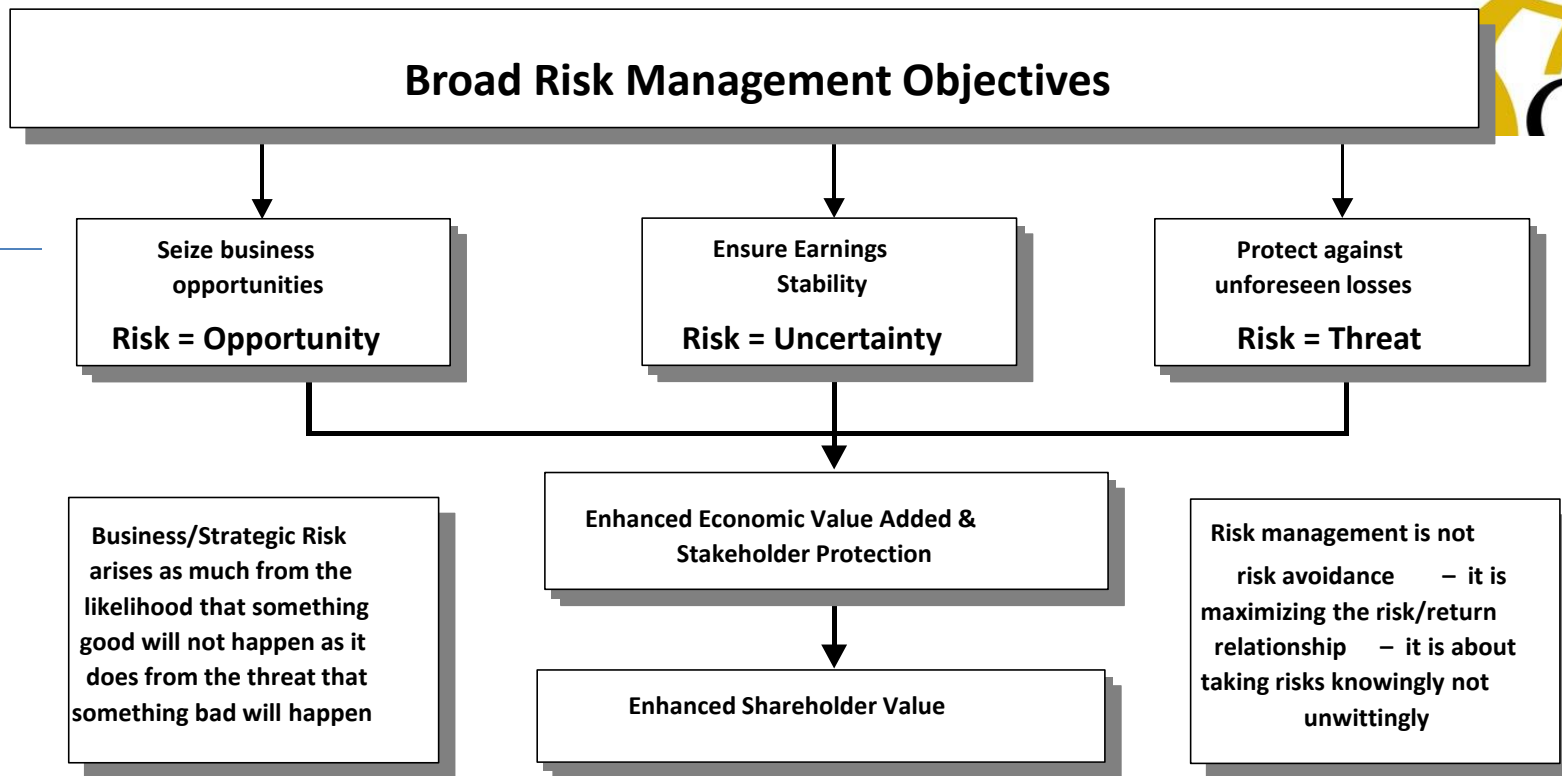 Broad Risk Management Objectives
Seize business
opportunities
Risk = Opportunity
Ensure Earnings
Stability
Risk = Uncertainty
Protect against
unforeseen losses
Risk = Threat
Business/Strategic Risk
arises as much from the
likelihood that something
good will not happen as it
does from the threat that
something bad will happen
Enhanced Economic Value Added &
Stakeholder Protection
Enhanced Shareholder Value
Risk management is not
risk avoidance – it is
maximizing the risk/return
relationship – it is about
taking risks knowingly not
unwittingly